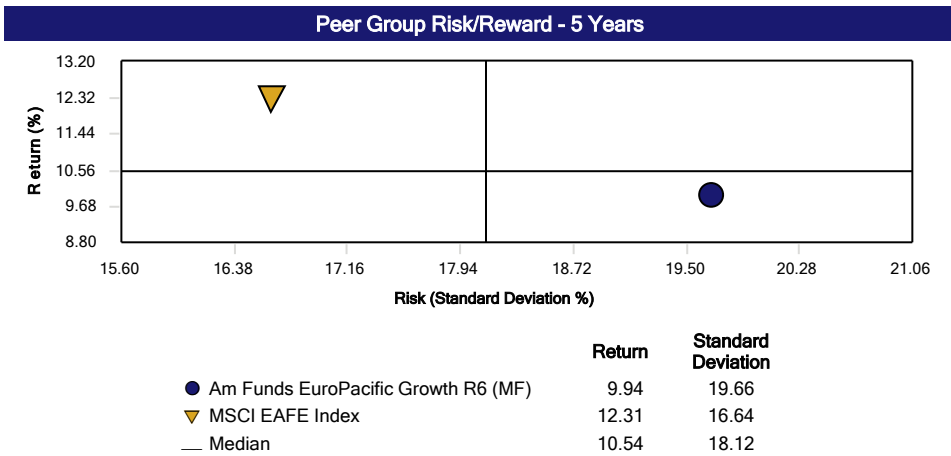 Peer Group Risk/Reward - 5 Years
13.20
12.32
11.44
10.56
9.68
8.80
Return (%)
15.60 16.38 17.16 17.94 18.72 19.50 20.28 21.06
Risk (Standard Deviation %)
Return Standard Deviation
Am Funds EuroPacific Growth R6 (MF) 9.94 19.66
MSCI EAFE Index 12.31 16.64
Median 10.54 18.12